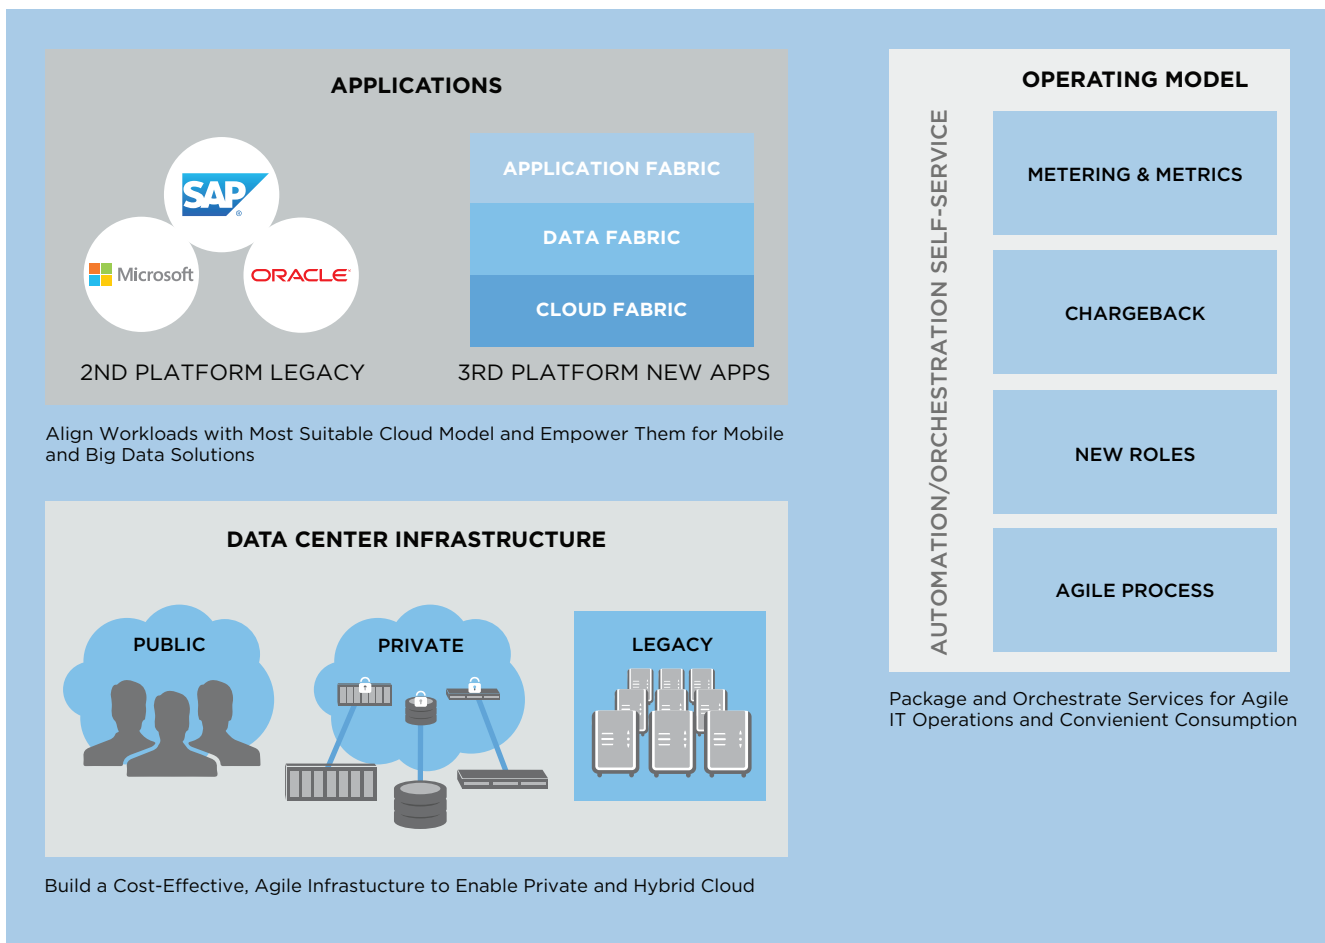 APPLICATIONS
SAP
®
Microsoft
ORACLE
2ND PLATFORM LEGACY
APPLICATION FABRIC
DATA FABRIC
CLOUD FABRIC
3RD PLATFORM NEW APPS
Align Workloads with Most Suitable Cloud Model and Empower Them for Mobile
and Big Data Solutions
DATA CENTER INFRASTRUCTURE
PUBLIC
PRIVATE
LEGACY
Build a Cost-Effective, Agile Infrastucture to Enable Private and Hybrid Cloud
OPERATING MODEL
AUTOMATION/ORCHESTRATION SELF-SERVICE
METERING & METRICS
CHARGEBACK
NEW ROLES
AGILE PROCESS
Package and Orchestrate Services for Agile
IT Operations and Convienient Consumption